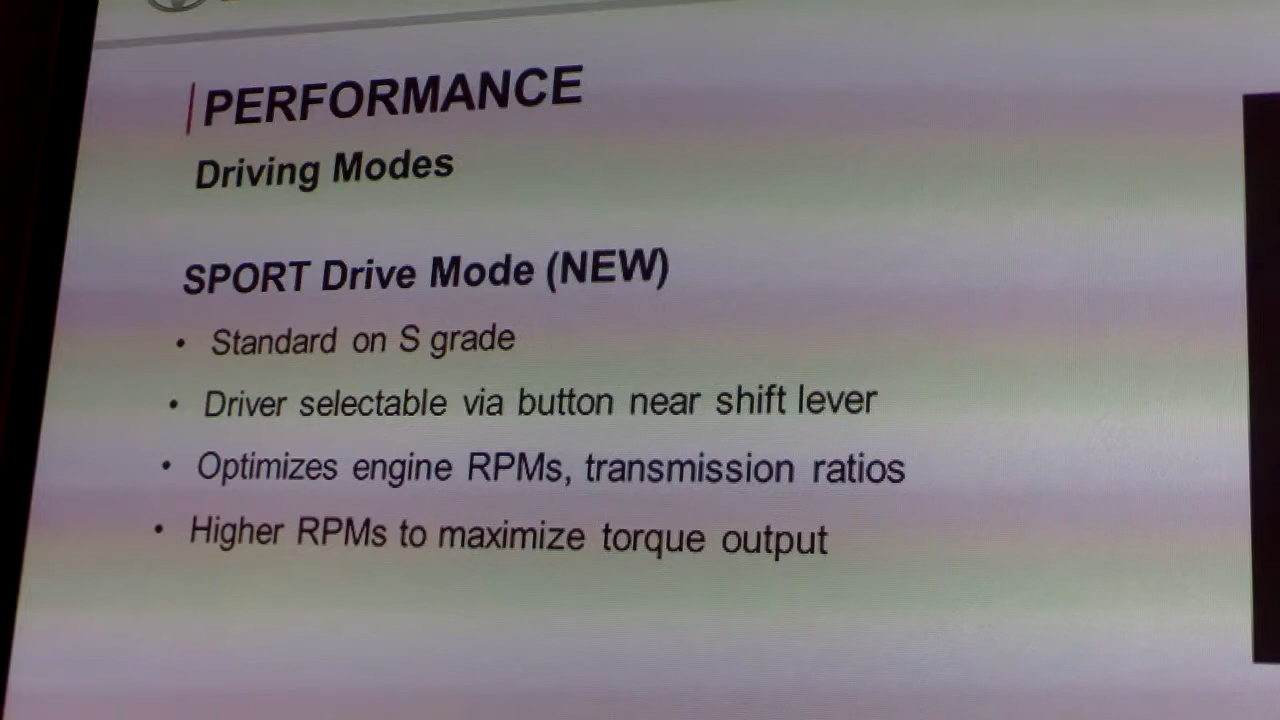 PERFORMANCE
Driving Modes
SPORT Drive Mode (NEW)
• Standard on S grade
• Driver selectable via button near shift lever
• Optimizes engine RPMs, transmission ratios
• Higher RPMs to maximize torque output